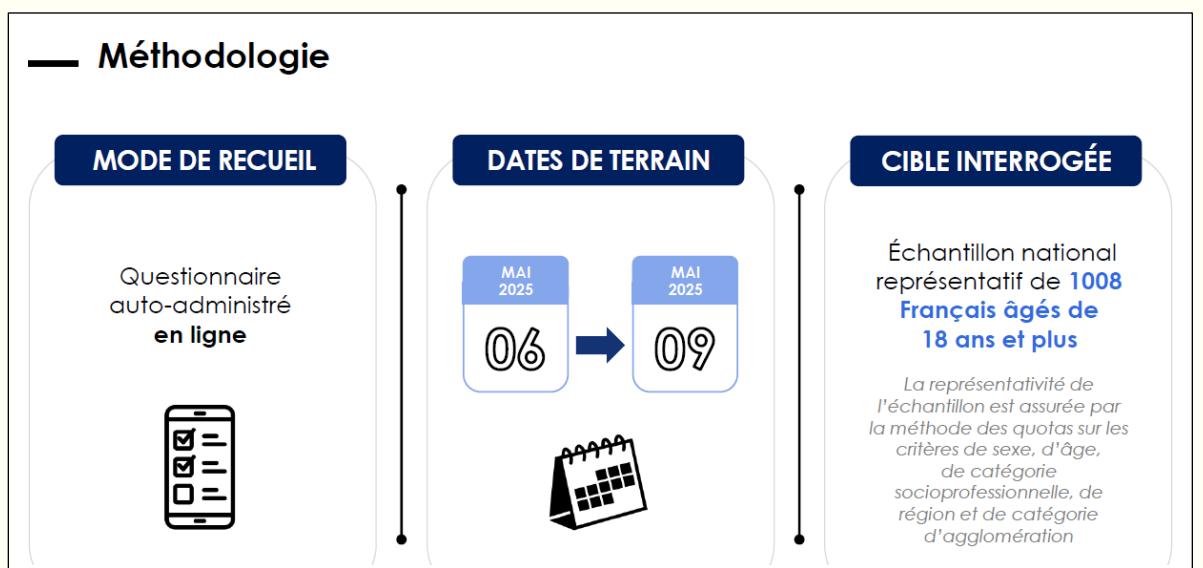 Méthodologie
MODE DE RECUEIL
Questionnaire
auto-administré
en ligne
DATES DE TERRAIN
MAI
2025
06
MAI
2025
09
CIBLE INTERROGÉE
Échantillon national
représentatif de 1008
Français âgés de
18 ans et plus
La représentativité de
l'échantillon est assurée par
la méthode des quotas sur les
critères de sexe, d'âge,
de catégorie
socioprofessionnelle, de
région et de catégorie
d'agglomération